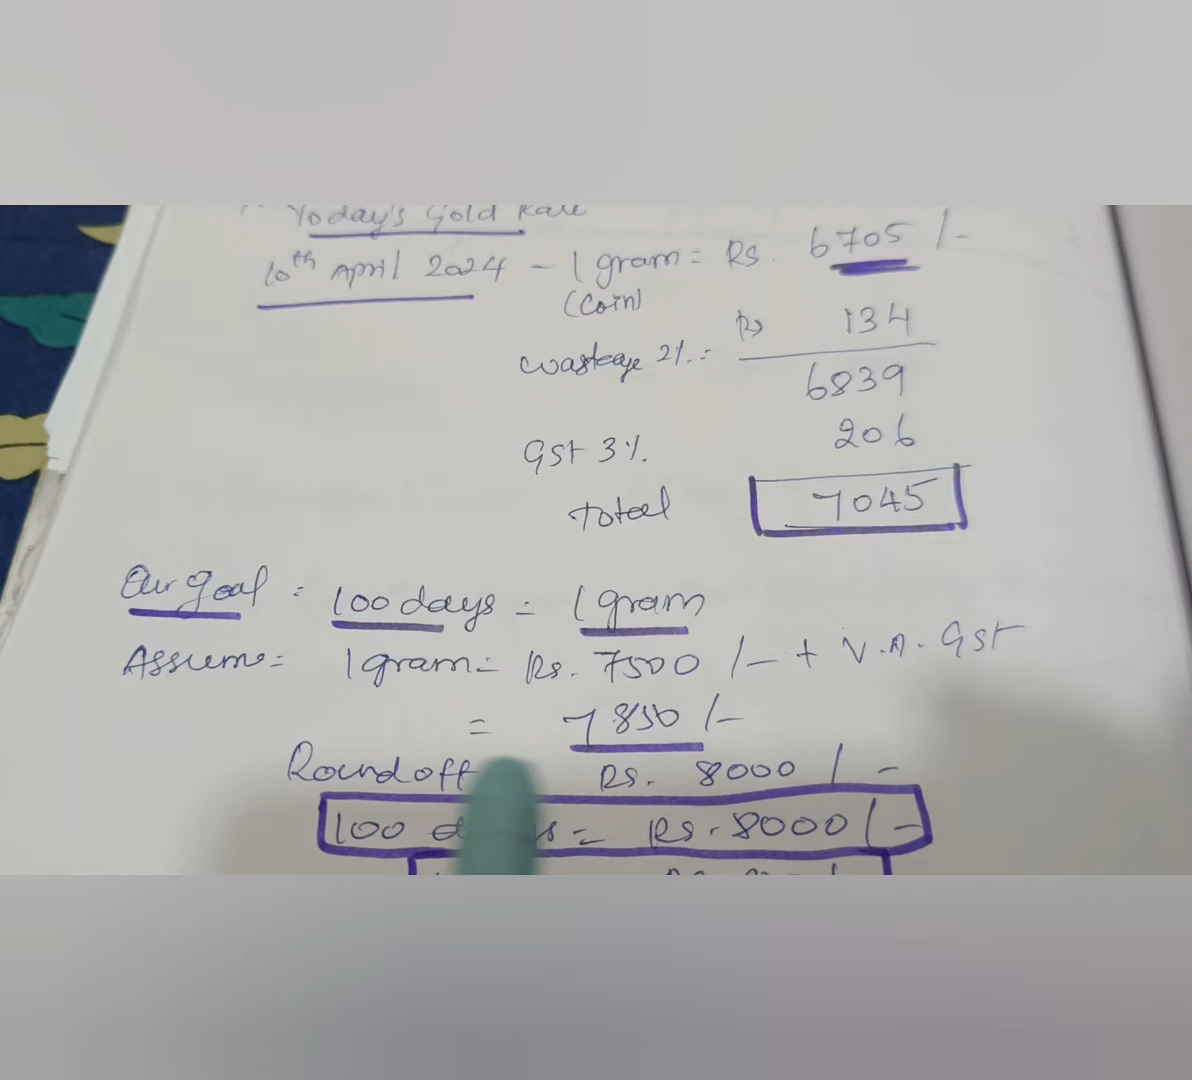 Today's Gold Rate
10th April 2024 - 1 gram = Rs. 6705 /-
(Coin)
Rs 134
Wasteage 2% =
6839
GST 3% 206
Total 7045
Our goal = 100 days = 1 gram
Assume = 1 gram = Rs. 7500 /- + V.A. GST
= 7850 /-
Roundoff Rs. 8000 /-
100 days = Rs. 8000 /-